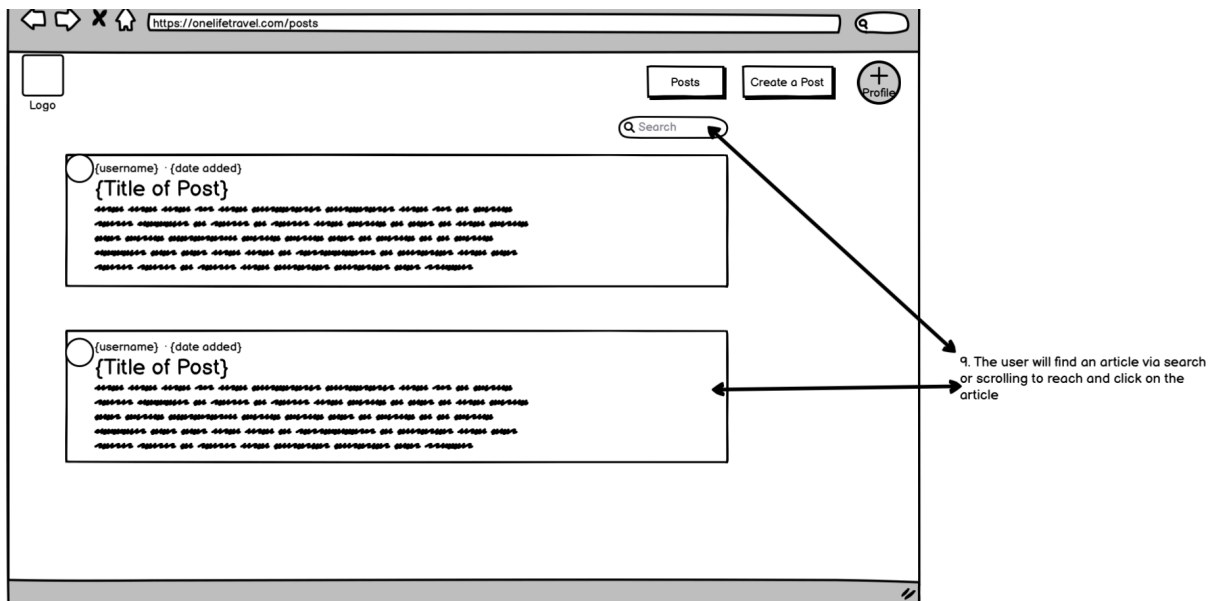 https://onelifetravel.com/posts
Logo
Posts
Create a Post
Profile
Search
{username} · {date added}
{Title of Post}
{username} · {date added}
{Title of Post}
9. The user will find an article via search
or scrolling to reach and click on the
article